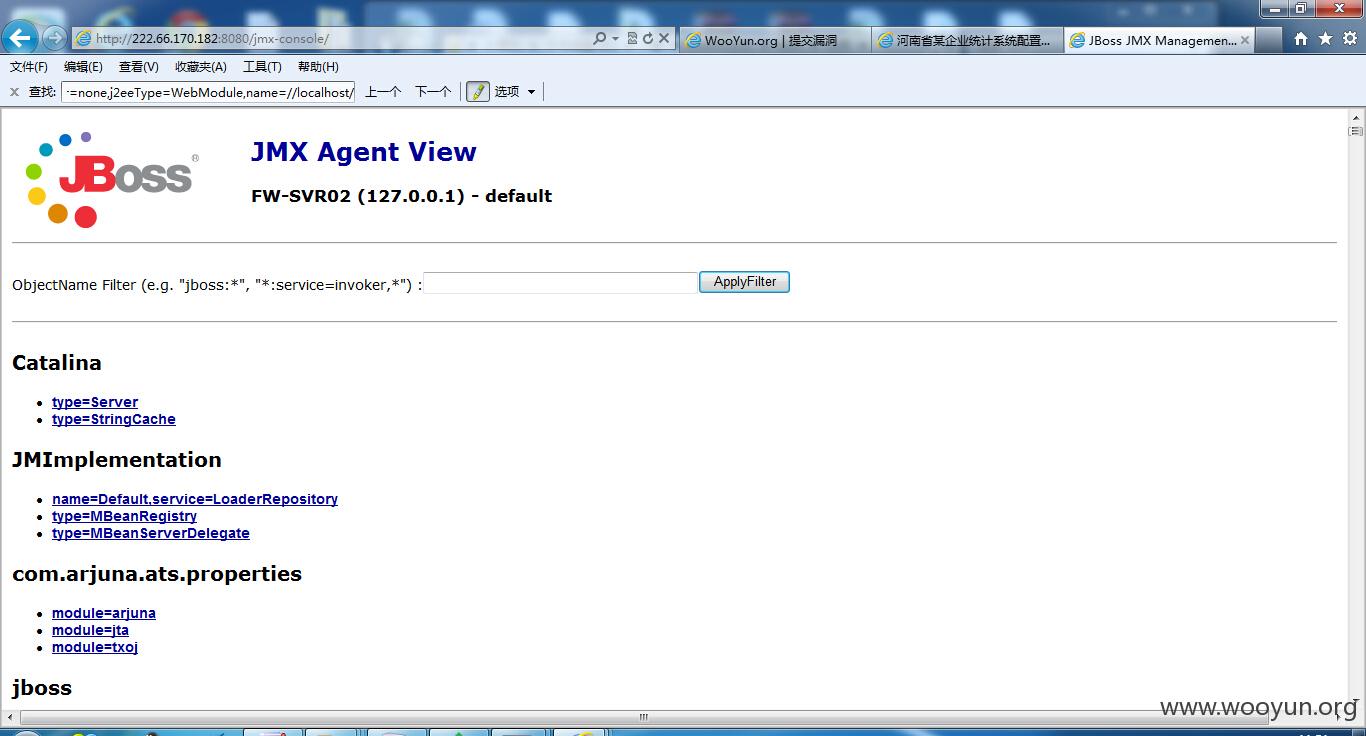 http://222.66.170.182:8080/jmx-console/
WooYun.org | 提交漏洞
河南省某企业统计系统配置...
JBoss JMX Managemen...
文件(F) 编辑(E) 查看(V) 收藏夹(A) 工具(T) 帮助(H)
查找: =none,j2eeType=WebModule,name=//localhost/ 上一个 下一个 选项
JBoss®
JMX Agent View
FW-SVR02 (127.0.0.1) - default
ObjectName Filter (e.g. "jboss:*", "*:service=invoker,*") : ApplyFilter
Catalina
type=Server
type=StringCache
JMImplementation
name=Default,service=LoaderRepository
type=MBeanRegistry
type=MBeanServerDelegate
com.arjuna.ats.properties
module=arjuna
module=jta
module=txoj
jboss
www.wooyun.org